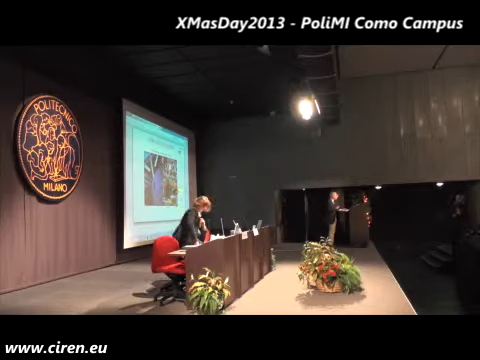 XMasDay2013 - PoliMI Como Campus
POLITECNICO
MILANO
www.ciren.eu